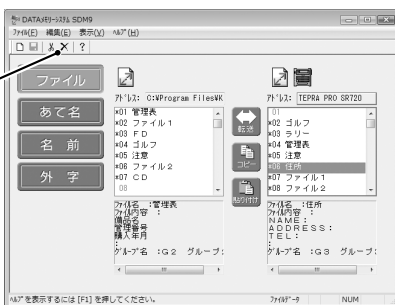 DATAﾒﾓﾘｰｼｽﾃﾑ SDM9
ﾌｧｲﾙ(F) 編集(E) 表示(V) ﾍﾙﾌﾟ(H)
?
ファイル
あて名
名 前
外 字
ｱﾄﾞﾚｽ: C:¥Program Files¥K
*01 管理表
*02 ファイル1
*03 FD
*04 ゴルフ
*05 注意
*06 ファイル2
*07 CD
08
ﾌｧｲﾙ名 :管理表
ﾌｧｲﾙ内容 :
備品名
管理番号
購入年月
:
ｸﾞﾙｰﾌﾟ名 :G2 グループ:
転送
コピー
貼り付け
ｱﾄﾞﾚｽ: TEPRA PRO SR720
01
*02 ゴルフ
*03 ラリー
*04 管理表
*05 注意
*06 住所
*07 ファイル1
*08 ファイル2
ﾌｧｲﾙ名 :住所
ﾌｧｲﾙ内容 :
NAME:
ADDRESS:
TEL:
:
ｸﾞﾙｰﾌﾟ名 :G3 グループ:
ﾍﾙﾌﾟを表示するには [F1] を押してください。
ﾌｧｲﾙﾃﾞｰﾀ
NUM